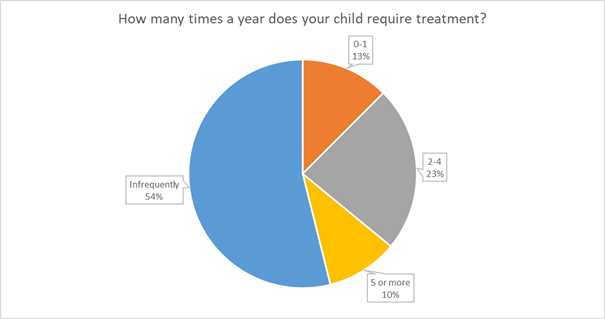 How many times a year does your child require treatment?
0-1
13%
2-4
23%
Infrequently
54%
5 or more
10%